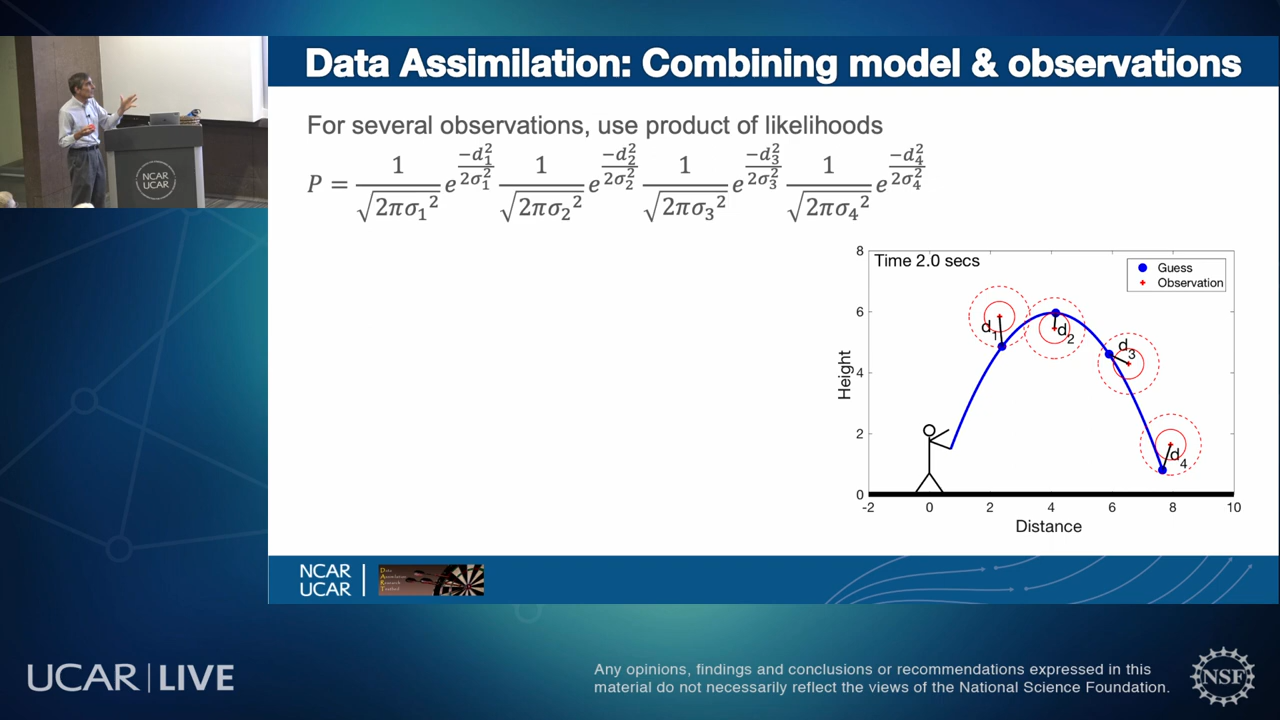 Data Assimilation: Combining model & observations
For several observations, use product of likelihoods
P = 1/√(2πσ₁²) e^(-d₁²/2σ₁²) 1/√(2πσ₂²) e^(-d₂²/2σ₂²) 1/√(2πσ₃²) e^(-d₃²/2σ₃²) 1/√(2πσ₄²) e^(-d₄²/2σ₄²)
NCAR
UCAR
Time 2.0 secs
Guess
Observation
d₁
d₂
d₃
d₄
Height
8
6
4
2
0
-2 0 2 4 6 8 10
Distance
NCAR
UCAR
Data
Assimilation
Research
Testbed
UCAR | LIVE
Any opinions, findings and conclusions or recommendations expressed in this
material do not necessarily reflect the views of the National Science Foundation.
NSF